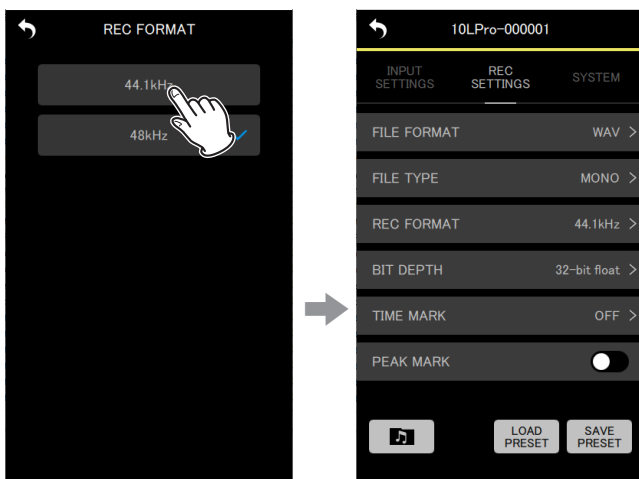 REC FORMAT
44.1kHz
48kHz
10LPro-000001
INPUT
SETTINGS
REC
SETTINGS
SYSTEM
FILE FORMAT WAV >
FILE TYPE MONO >
REC FORMAT 44.1kHz >
BIT DEPTH 32-bit float >
TIME MARK OFF >
PEAK MARK
LOAD
PRESET
SAVE
PRESET